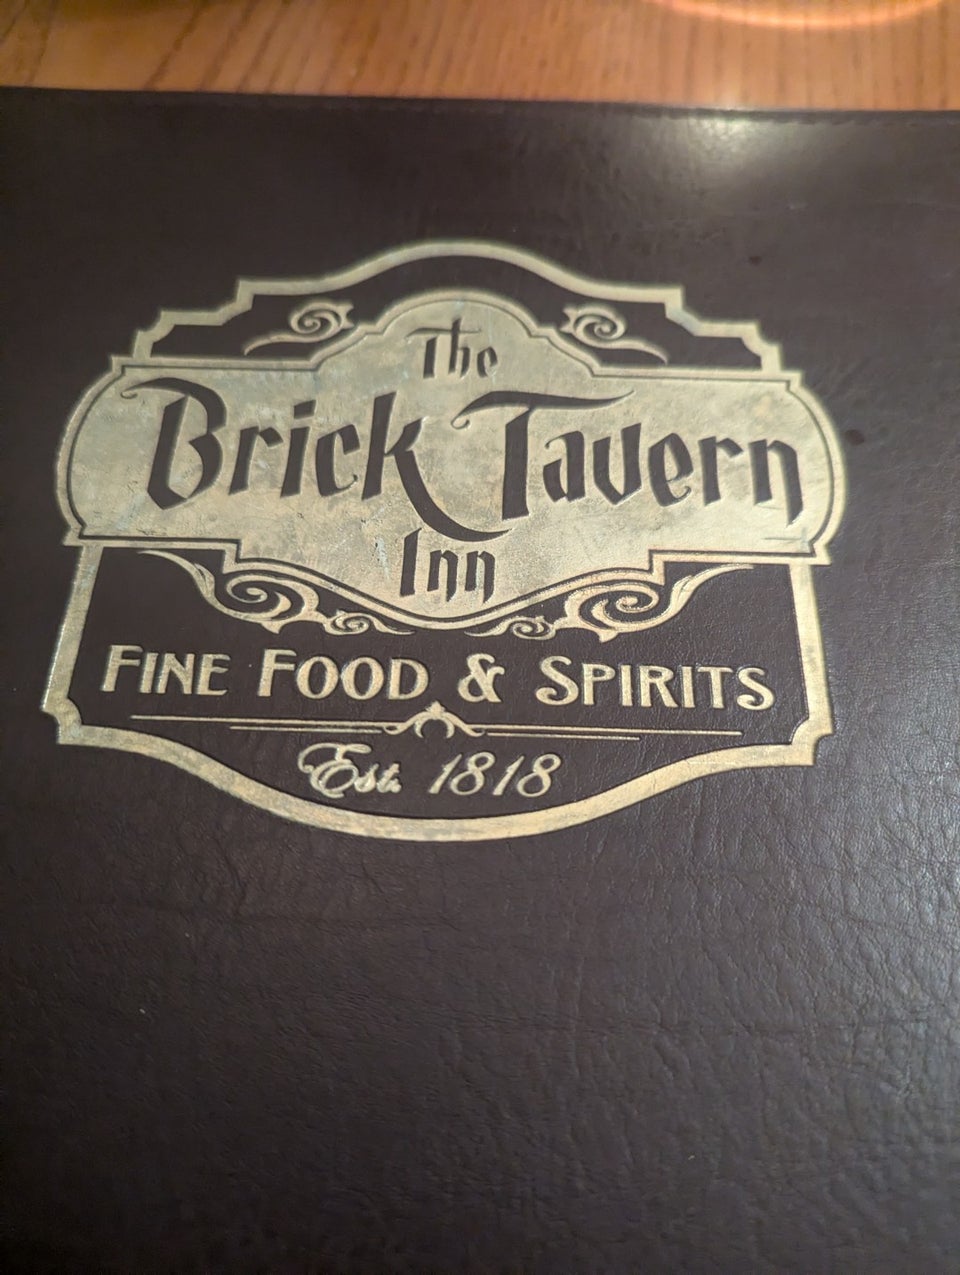 The
Brick Tavern
Inn
FINE FOOD & SPIRITS
Est. 1818